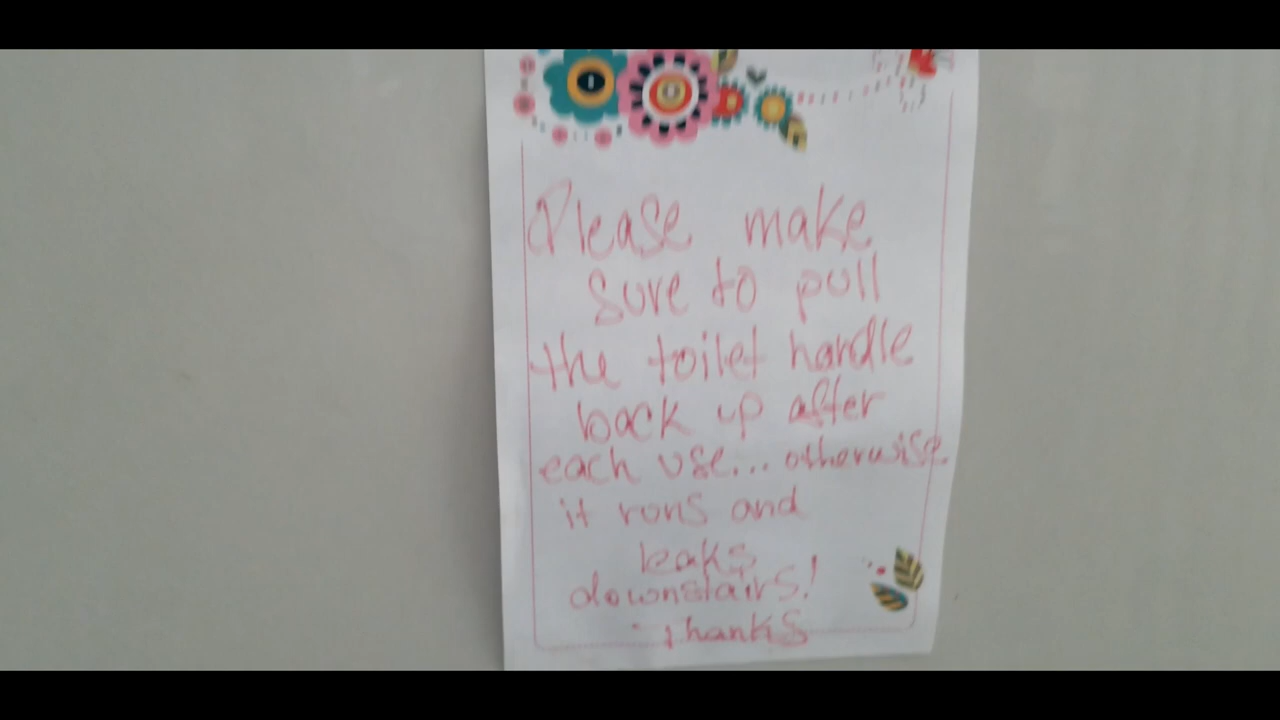 Please make
sure to pull
the toilet handle
back up after
each use... otherwise
it runs and
leaks
downstairs!
Thanks